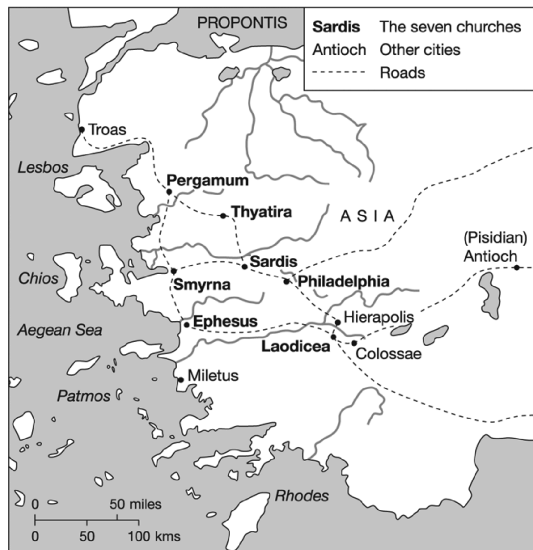 PROPONTIS
Sardis The seven churches
Antioch Other cities
Roads
Troas
Lesbos
Pergamum
Thyatira
ASIA
(Pisidian)
Antioch
Sardis
Chios
Smyrna
Philadelphia
Hierapolis
Aegean Sea
Ephesus
Laodicea
Colossae
Miletus
Patmos
Rhodes
0 50 miles
0 50 100 kms